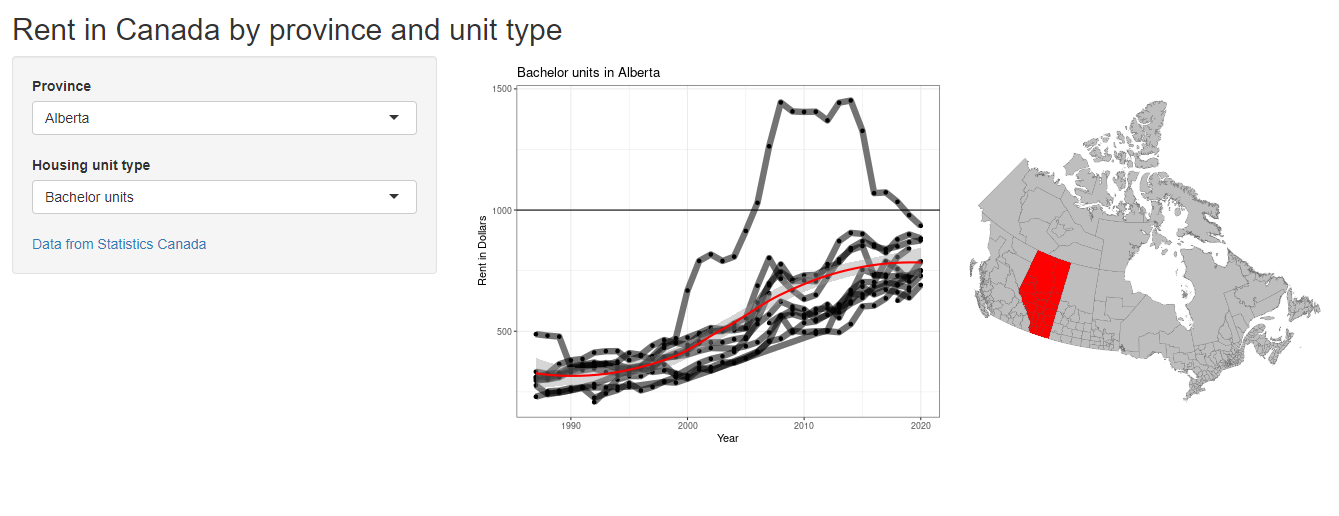 Rent in Canada by province and unit type
Province
Alberta
Housing unit type
Bachelor units
Data from Statistics Canada
Bachelor units in Alberta
Rent in Dollars
1500
1000
500
1990
2000
2010
2020
Year